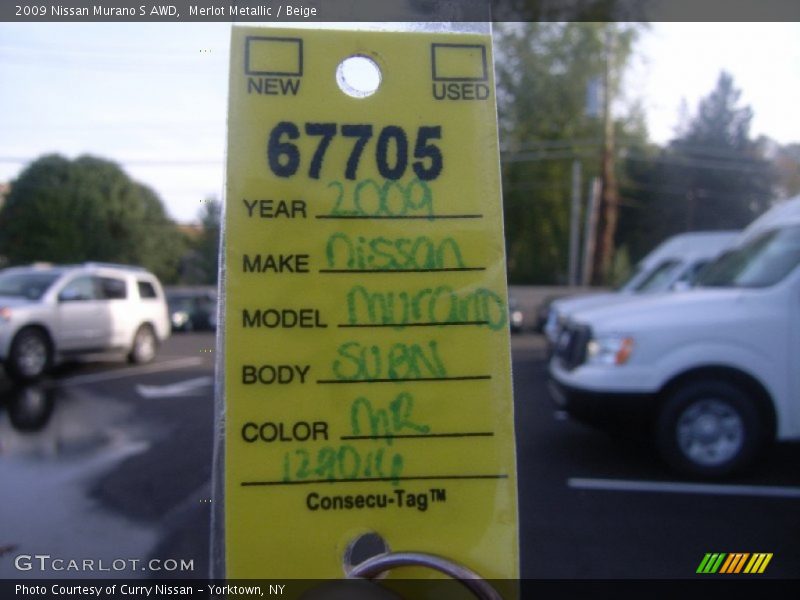 2009 Nissan Murano S AWD, Merlot Metallic / Beige
NEW USED
67705
YEAR 2009
MAKE nissan
MODEL murano
BODY SUBN
COLOR MR
Consecu-Tag™
GTCARLOT.COM
Photo Courtesy of Curry Nissan - Yorktown, NY